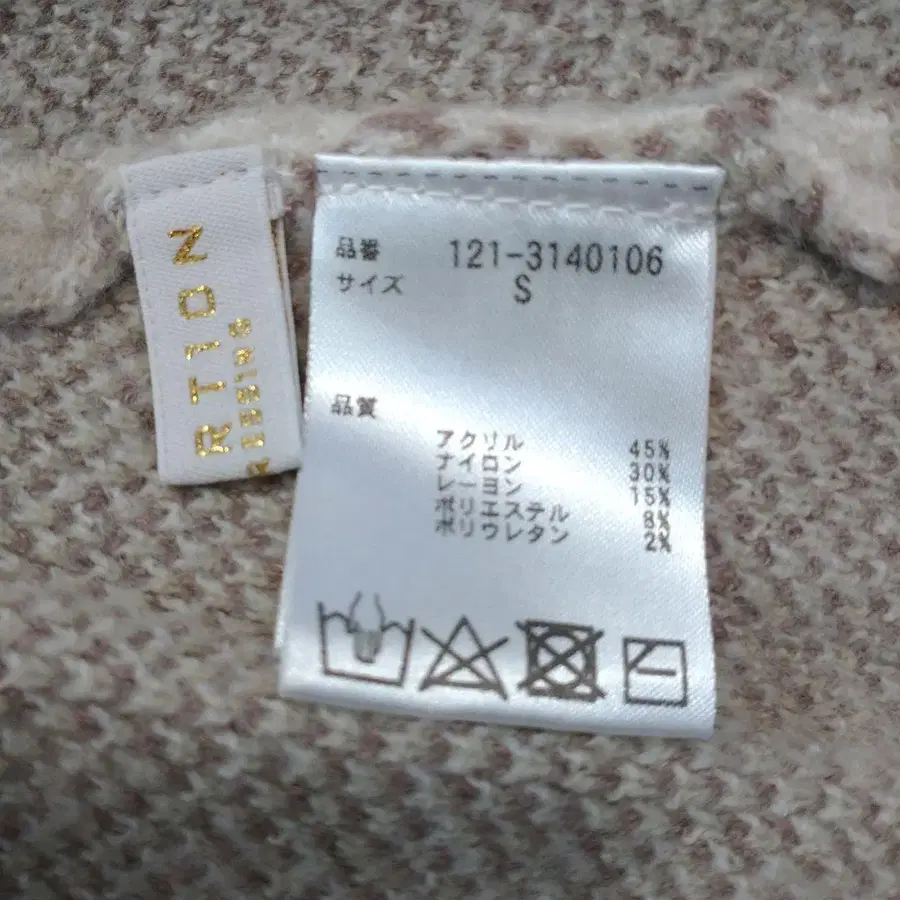 RTION
品番 121-3140106
サイズ S
品質
アクリル 45%
ナイロン 30%
レーヨン 15%
ポリエステル 8%
ポリウレタン 2%